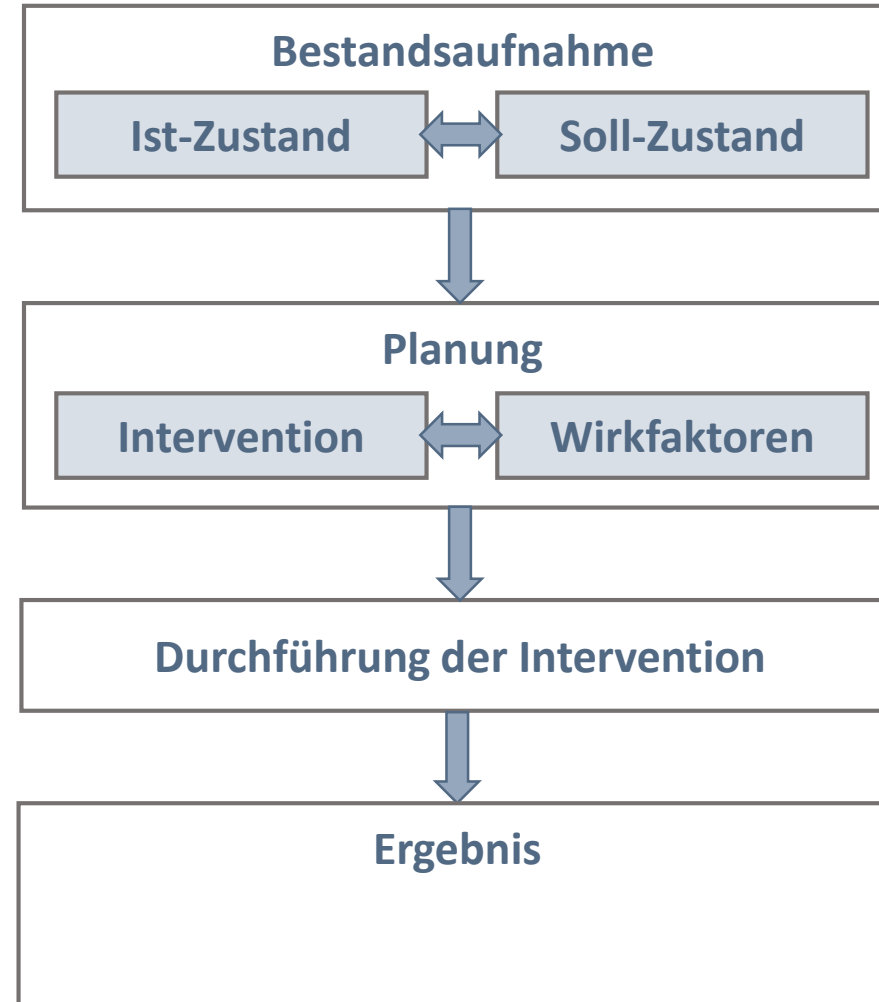 Bestandsaufnahme
Ist-Zustand
Soll-Zustand
Planung
Intervention
Wirkfaktoren
Durchführung der Intervention
Ergebnis